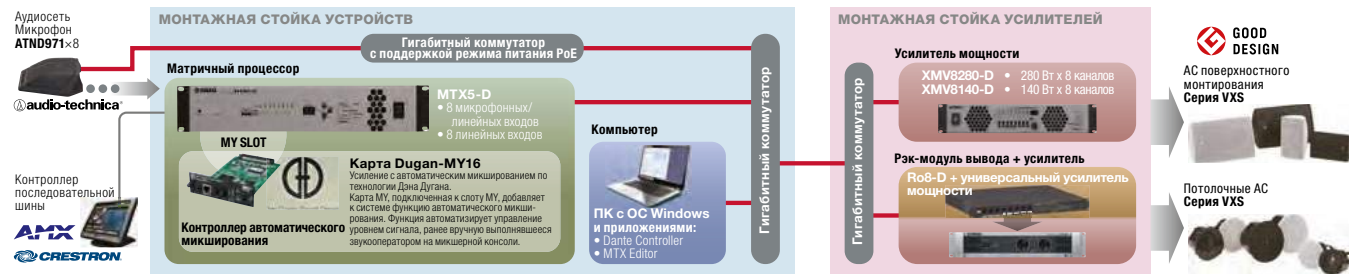 Аудиосеть
Микрофон
ATND971×8
audio-technica
Контроллер
последовательной
шины
AMX
CRESTRON
МОНТАЖНАЯ СТОЙКА УСТРОЙСТВ
Гигабитный коммутатор
с поддержкой режима питания PoE
Матричный процессор
MTX5-D
• 8 микрофонных/
линейных входов
• 8 линейных входов
MY SLOT
Карта Dugan-MY16
Усиление с автоматическим микшированием по
технологии Дэна Дугана.
Карта MY, подключенная к слоту MY, добавляет
к системе функцию автоматического микши-
рования. Функция автоматизирует управление
уровнем сигнала, ранее вручную выполнявшееся
звукооператором на микшерной консоли.
Контроллер автоматического
микширования
Компьютер
ПК с ОС Windows
и приложениями:
• Dante Controller
• MTX Editor
Гигабитный коммутатор
МОНТАЖНАЯ СТОЙКА УСИЛИТЕЛЕЙ
Гигабитный коммутатор
Усилитель мощности
XMV8280-D • 280 Вт x 8 каналов
XMV8140-D • 140 Вт x 8 каналов
Рэк-модуль вывода + усилитель
Ro8-D + универсальный усилитель
мощности
GOOD
DESIGN
АС поверхностного
монтирования
Серия VXS
Потолочные АС
Серия VXS